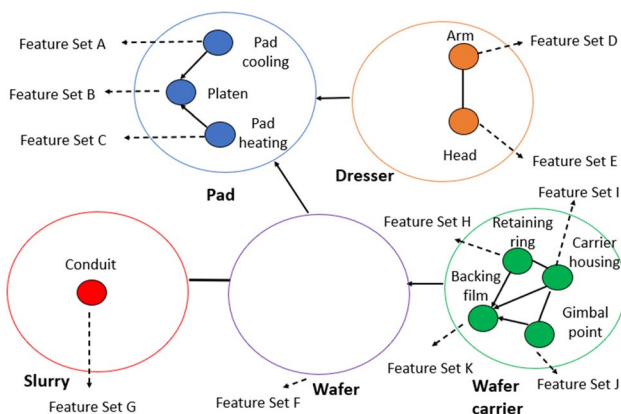 Feature Set A
Pad
cooling
Arm
Feature Set D
Feature Set B
Platen
Feature Set C
Pad
heating
Head
Feature Set E
Pad
Dresser
Feature Set I
Feature Set H
Retaining
ring
Carrier
housing
Conduit
Backing
film
Gimbal
point
Slurry
Feature Set G
Feature Set F
Wafer
Feature Set K
Wafer
carrier
Feature Set J